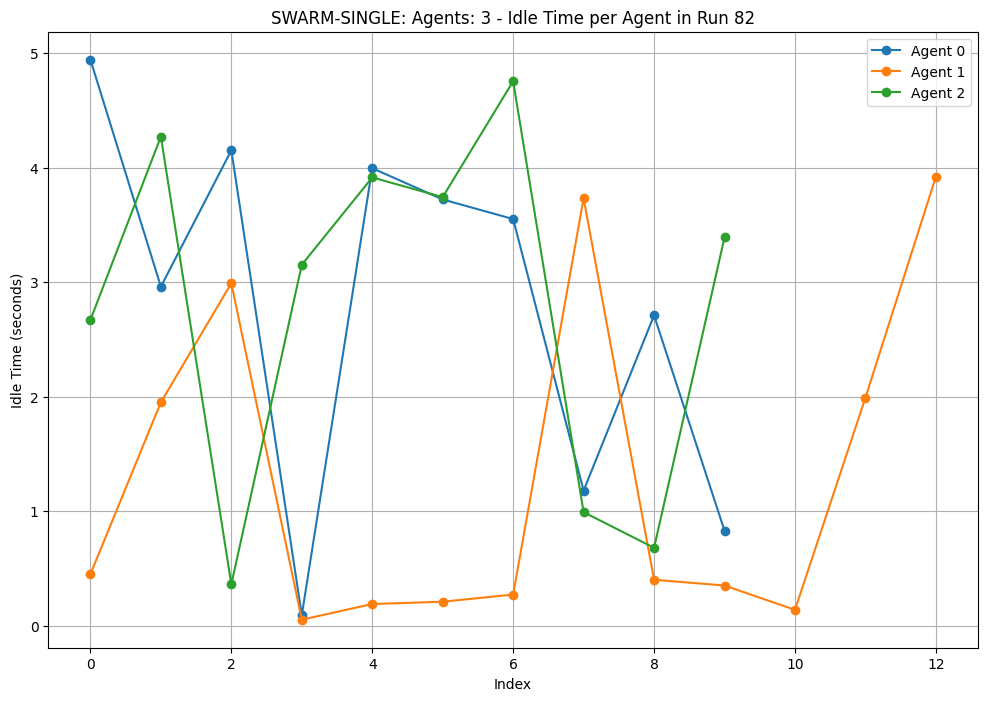 SWARM-SINGLE: Agents: 3 - Idle Time per Agent in Run 82
Agent 0
Agent 1
Agent 2
Idle Time (seconds)
5
4
3
2
1
0
0 2 4 6 8 10 12
Index